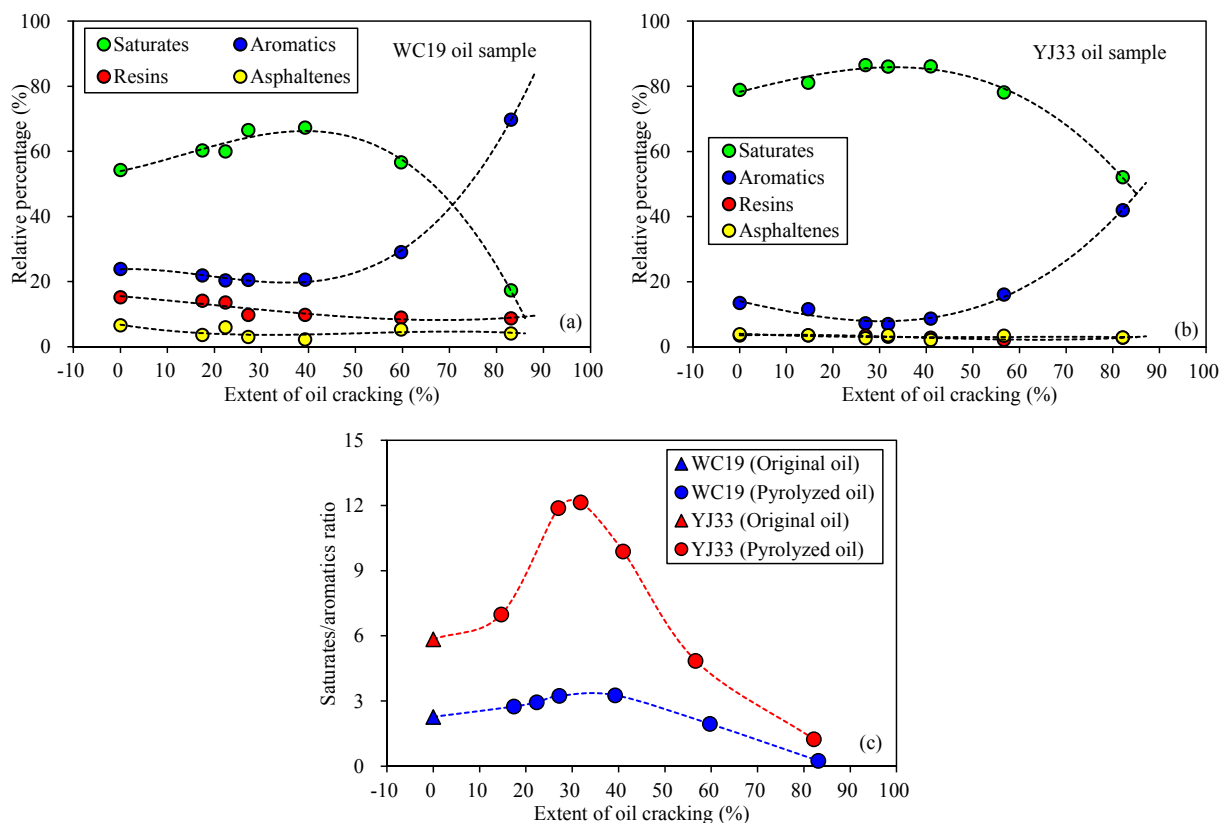 100
80
60
40
20
0
Relative percentage (%)
Saturates
Aromatics
Resins
Asphaltenes
WC19 oil sample
(a)
-10 0 10 20 30 40 50 60 70 80 90 100
Extent of oil cracking (%)
100
80
60
40
20
0
Relative percentage (%)
YJ33 oil sample
Saturates
Aromatics
Resins
Asphaltenes
(b)
-10 0 10 20 30 40 50 60 70 80 90 100
Extent of oil cracking (%)
15
12
9
6
3
0
Saturates/aromatics ratio
WC19 (Original oil)
WC19 (Pyrolyzed oil)
YJ33 (Original oil)
YJ33 (Pyrolyzed oil)
(c)
-10 0 10 20 30 40 50 60 70 80 90 100
Extent of oil cracking (%)